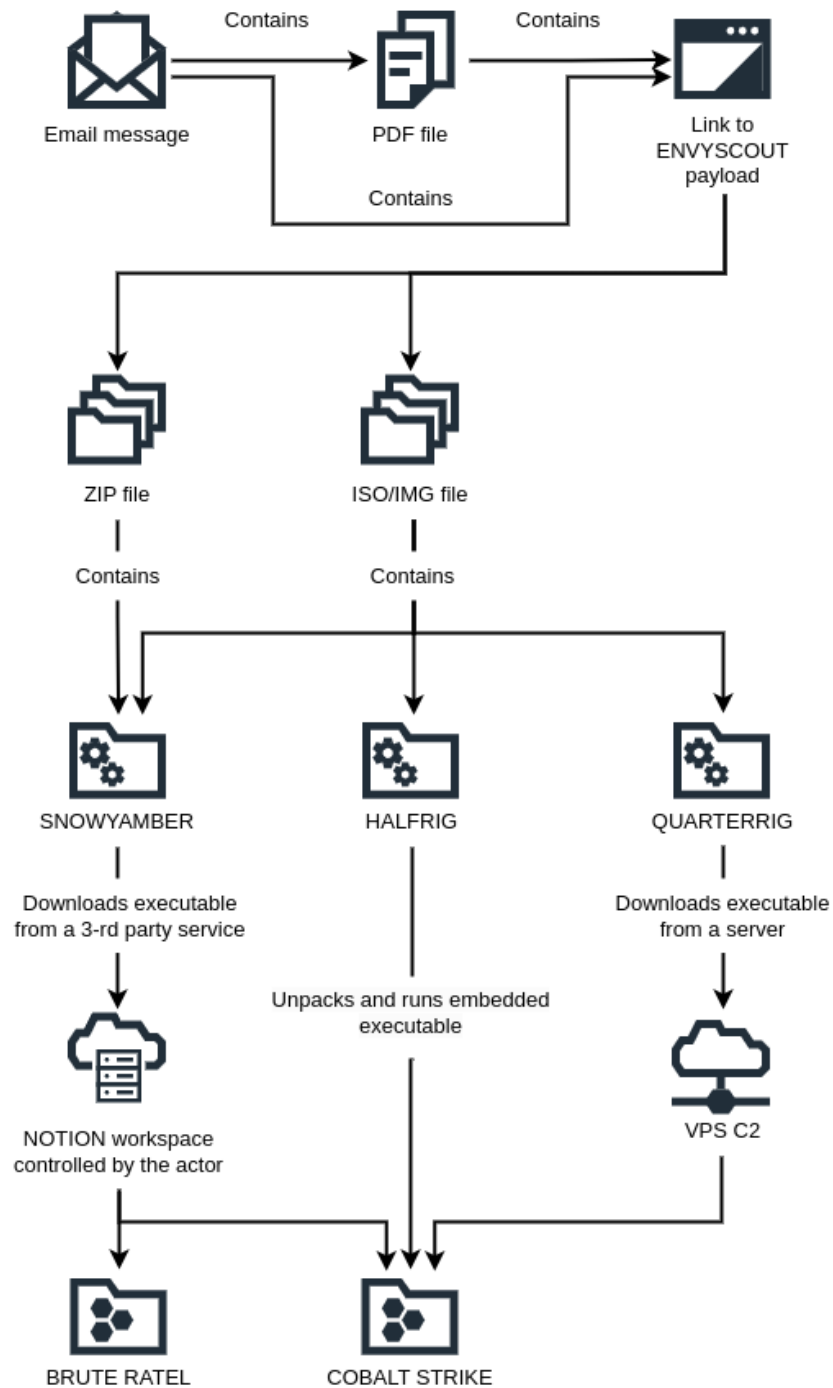 Contains
Contains
Email message
PDF file
Link to
ENVYSCOUT
payload
Contains
ZIP file
ISO/IMG file
Contains
Contains
SNOWYAMBER
HALFRIG
QUARTERRIG
Downloads executable
from a 3-rd party service
Downloads executable
from a server
Unpacks and runs embedded
executable
NOTION workspace
controlled by the actor
VPS C2
BRUTE RATEL
COBALT STRIKE